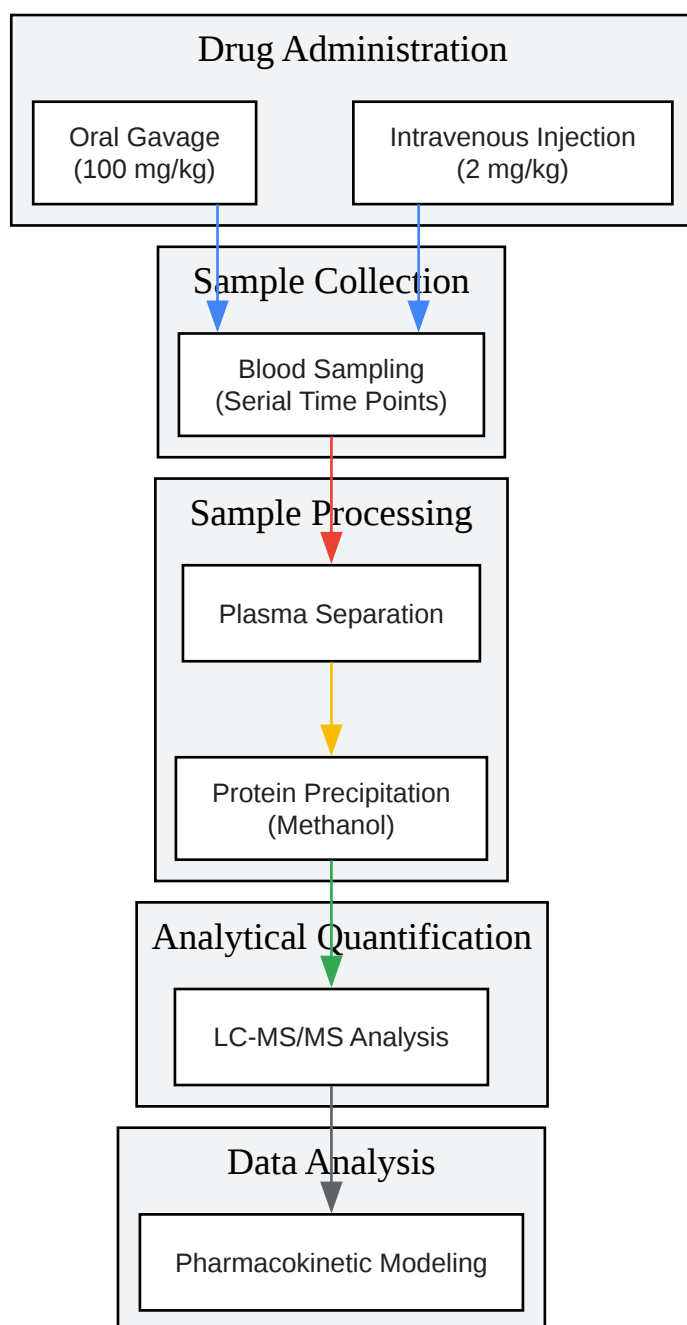 Drug Administration
Oral Gavage
(100 mg/kg)
Intravenous Injection
(2 mg/kg)
Sample Collection
Blood Sampling
(Serial Time Points)
Sample Processing
Plasma Separation
Protein Precipitation
(Methanol)
Analytical Quantification
LC-MS/MS Analysis
Data Analysis
Pharmacokinetic Modeling